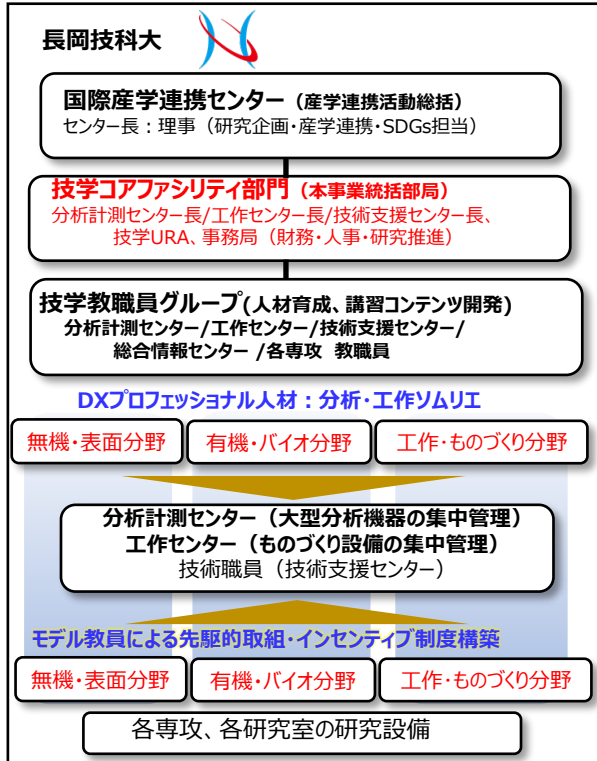 長岡技科大
国際産学連携センター（産学連携活動総括）
センター長：理事（研究企画・産学連携・SDGs担当）
技学コアファシリティ部門（本事業統括部局）
分析計測センター長/工作センター長/技術支援センター長、
技学URA、事務局（財務・人事・研究推進）
技学教職員グループ(人材育成、講習コンテンツ開発)
分析計測センター/工作センター/技術支援センター/
総合情報センター /各専攻 教職員
DXプロフェッショナル人材：分析・工作ソムリエ
無機・表面分野 有機・バイオ分野 工作・ものづくり分野
分析計測センター（大型分析機器の集中管理）
工作センター（ものづくり設備の集中管理）
技術職員（技術支援センター）
モデル教員による先駆的取組・インセンティブ制度構築
無機・表面分野 有機・バイオ分野 工作・ものづくり分野
各専攻、各研究室の研究設備